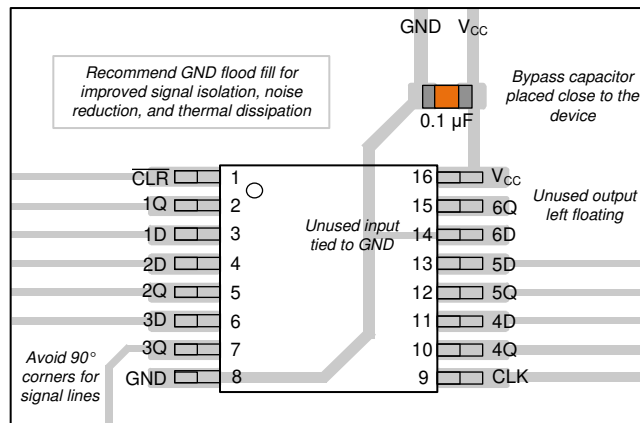 GND VCC
Recommend GND flood fill for
improved signal isolation, noise
reduction, and thermal dissipation
Bypass capacitor
placed close to the
device
0.1 µF
CLR 1 16 VCC
1Q 2 15 6Q
1D 3 14 6D
2D 4 13 5D
2Q 5 12 5Q
3D 6 11 4D
3Q 7 10 4Q
GND 8 9 CLK
Unused input
tied to GND
Unused output
left floating
Avoid 90°
corners for
signal lines